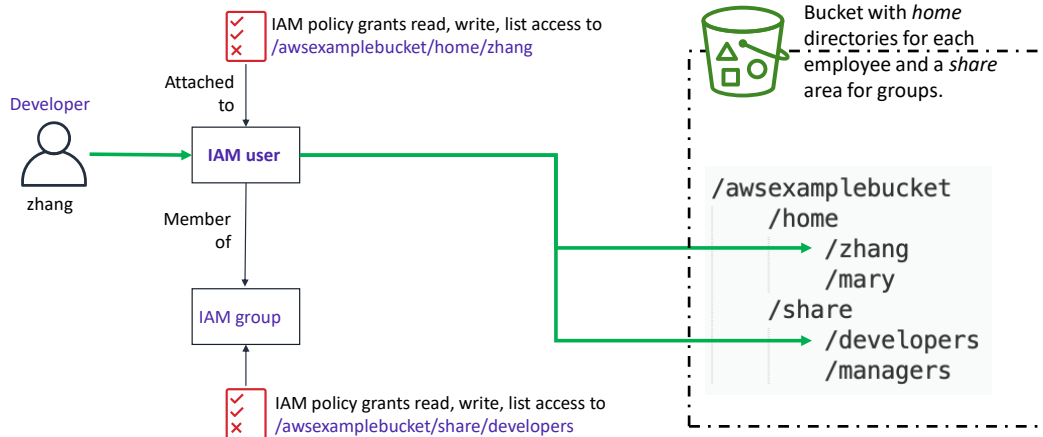 IAM policy grants read, write, list access to
/awsexamplebucket/home/zhang
Bucket with home
directories for each
employee and a share
area for groups.
Attached
to
Developer
zhang
IAM user
Member
of
IAM group
IAM policy grants read, write, list access to
/awsexamplebucket/share/developers
/awsexamplebucket
/home
/zhang
/mary
/share
/developers
/managers